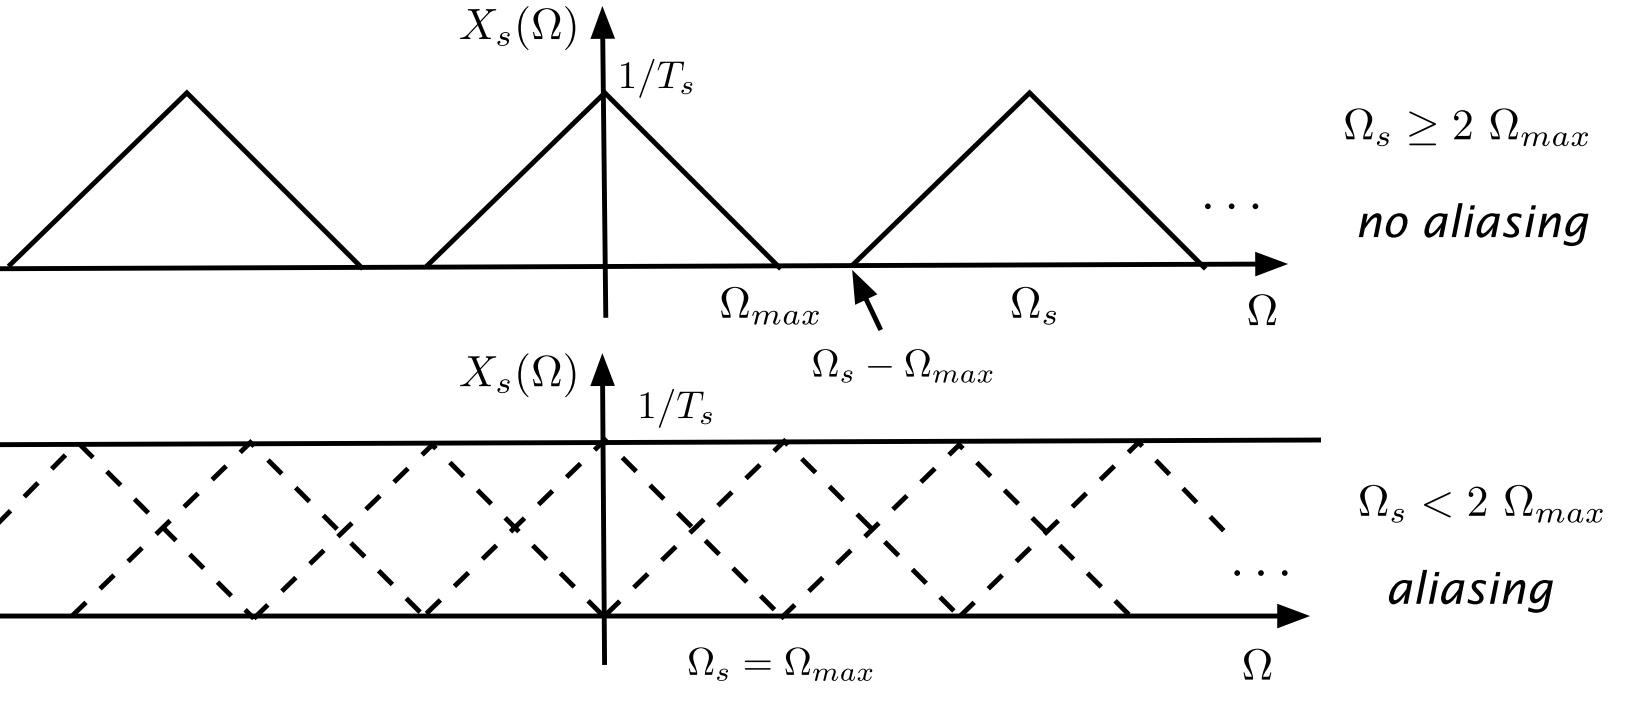 X_s(Ω)
1/T_s
Ω_s ≥ 2 Ω_max
...
no aliasing
Ω_max
Ω_s
Ω
Ω_s − Ω_max
X_s(Ω)
1/T_s
Ω_s < 2 Ω_max
...
aliasing
Ω_s = Ω_max
Ω